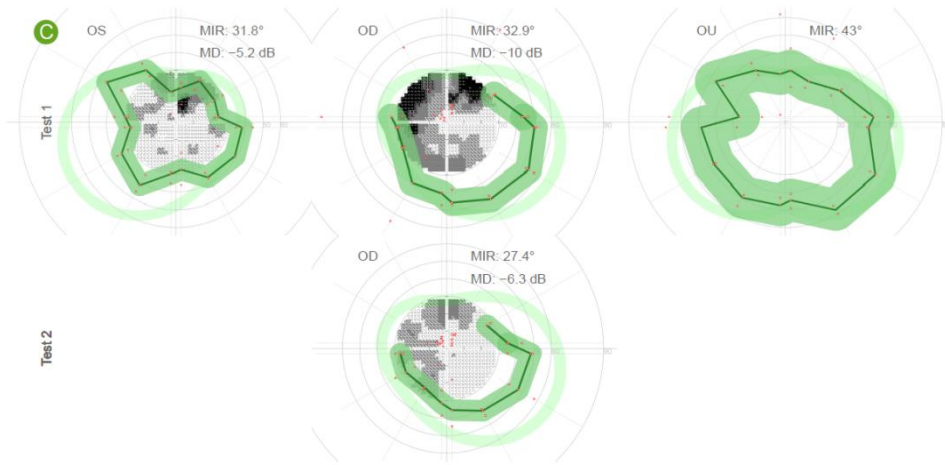 C
OS
MIR: 31.8°
MD: −5.2 dB
OD
MIR: 32.9°
MD: −10 dB
OU
MIR: 43°
Test 1
OD
MIR: 27.4°
MD: −6.3 dB
Test 2